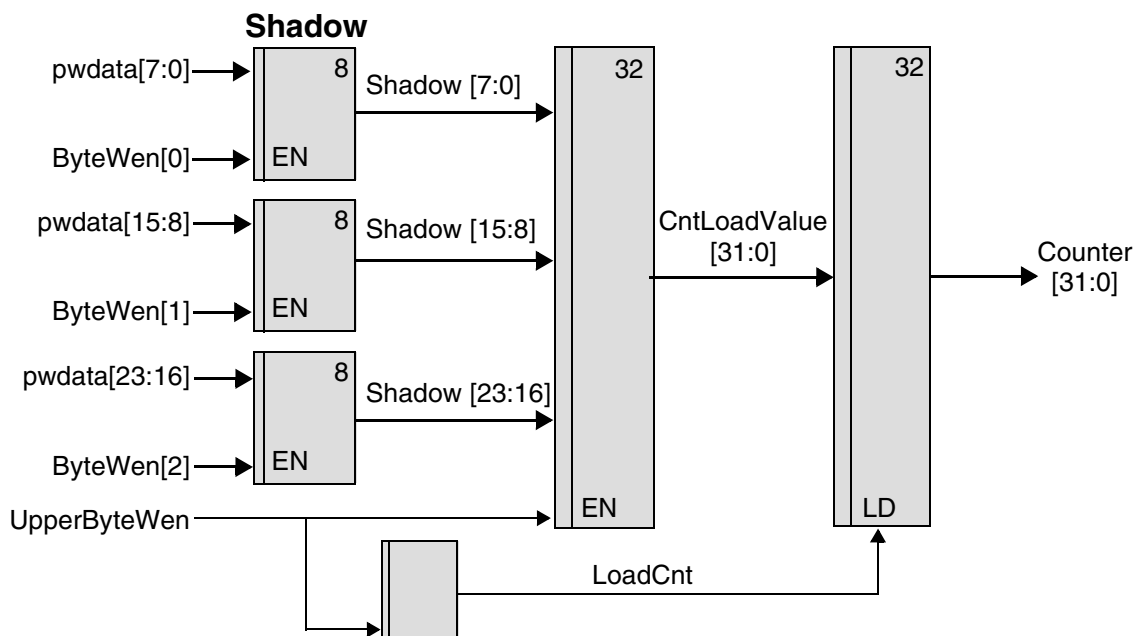 Shadow
pwdata[7:0]
8
Shadow [7:0]
ByteWen[0]
EN
pwdata[15:8]
8
Shadow [15:8]
ByteWen[1]
EN
pwdata[23:16]
8
Shadow [23:16]
ByteWen[2]
EN
UpperByteWen
32
EN
CntLoadValue
[31:0]
32
LD
Counter
[31:0]
LoadCnt